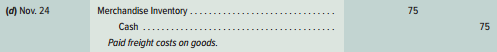 (d) Nov. 24 Merchandise Inventory . . . . . . . . . . . . . . . . . . . . . . . . . . . . . . . . . . 75
Cash . . . . . . . . . . . . . . . . . . . . . . . . . . . . . . . . . . . . . . . . . . . . . 75
Paid freight costs on goods.